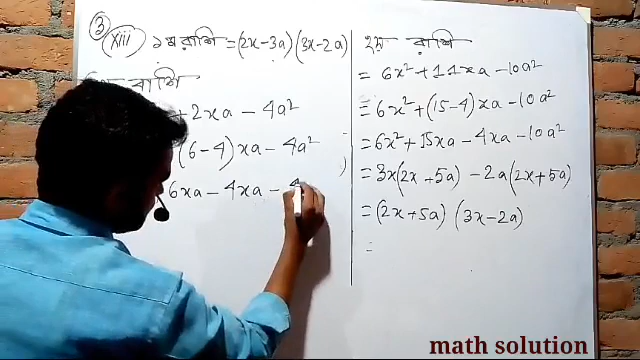 ③
(xiii) ১ম রাশি = (2x-3a) (3x-2a)
রাশি
+ 2xa - 4a²
(6-4) xa - 4a²
6xa - 4xa -
৩য় রাশি
= 6x² + 11xa - 10a²
= 6x² + (15-4) xa - 10a²
= 6x² + 15xa - 4xa - 10a²
= 3x(2x+5a) - 2a(2x+5a)
= (2x+5a) (3x-2a)
=
math solution